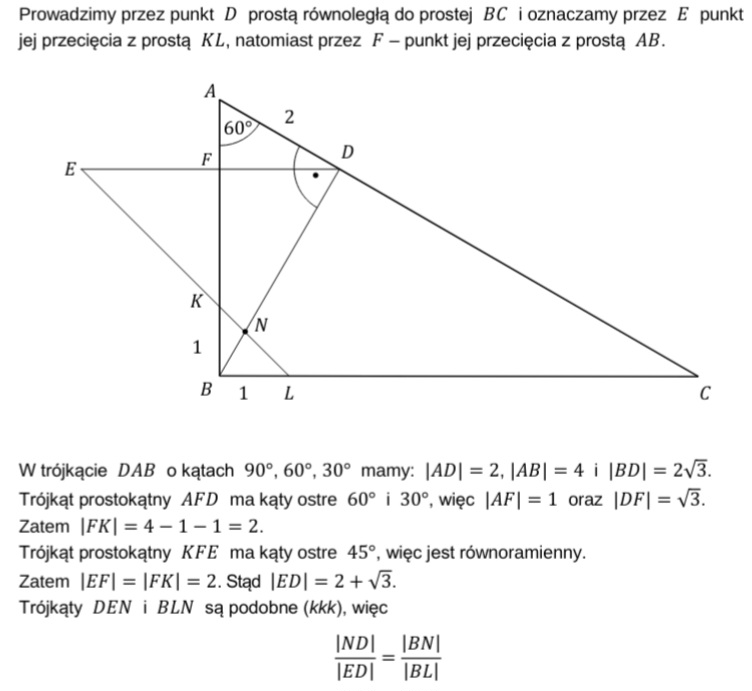 Prowadzimy przez punkt D prostą równoległą do prostej BC i oznaczamy przez E punkt
jej przecięcia z prostą KL, natomiast przez F – punkt jej przecięcia z prostą AB.
A
2
60°
D
F
E
K
N
1
B 1 L C
W trójkącie DAB o kątach 90°, 60°, 30° mamy: |AD| = 2, |AB| = 4 i |BD| = 2√3.
Trójkąt prostokątny AFD ma kąty ostre 60° i 30°, więc |AF| = 1 oraz |DF| = √3.
Zatem |FK| = 4 − 1 − 1 = 2.
Trójkąt prostokątny KFE ma kąty ostre 45°, więc jest równoramienny.
Zatem |EF| = |FK| = 2. Stąd |ED| = 2 + √3.
Trójkąty DEN i BLN są podobne (kkk), więc
|ND|/|ED| = |BN|/|BL|